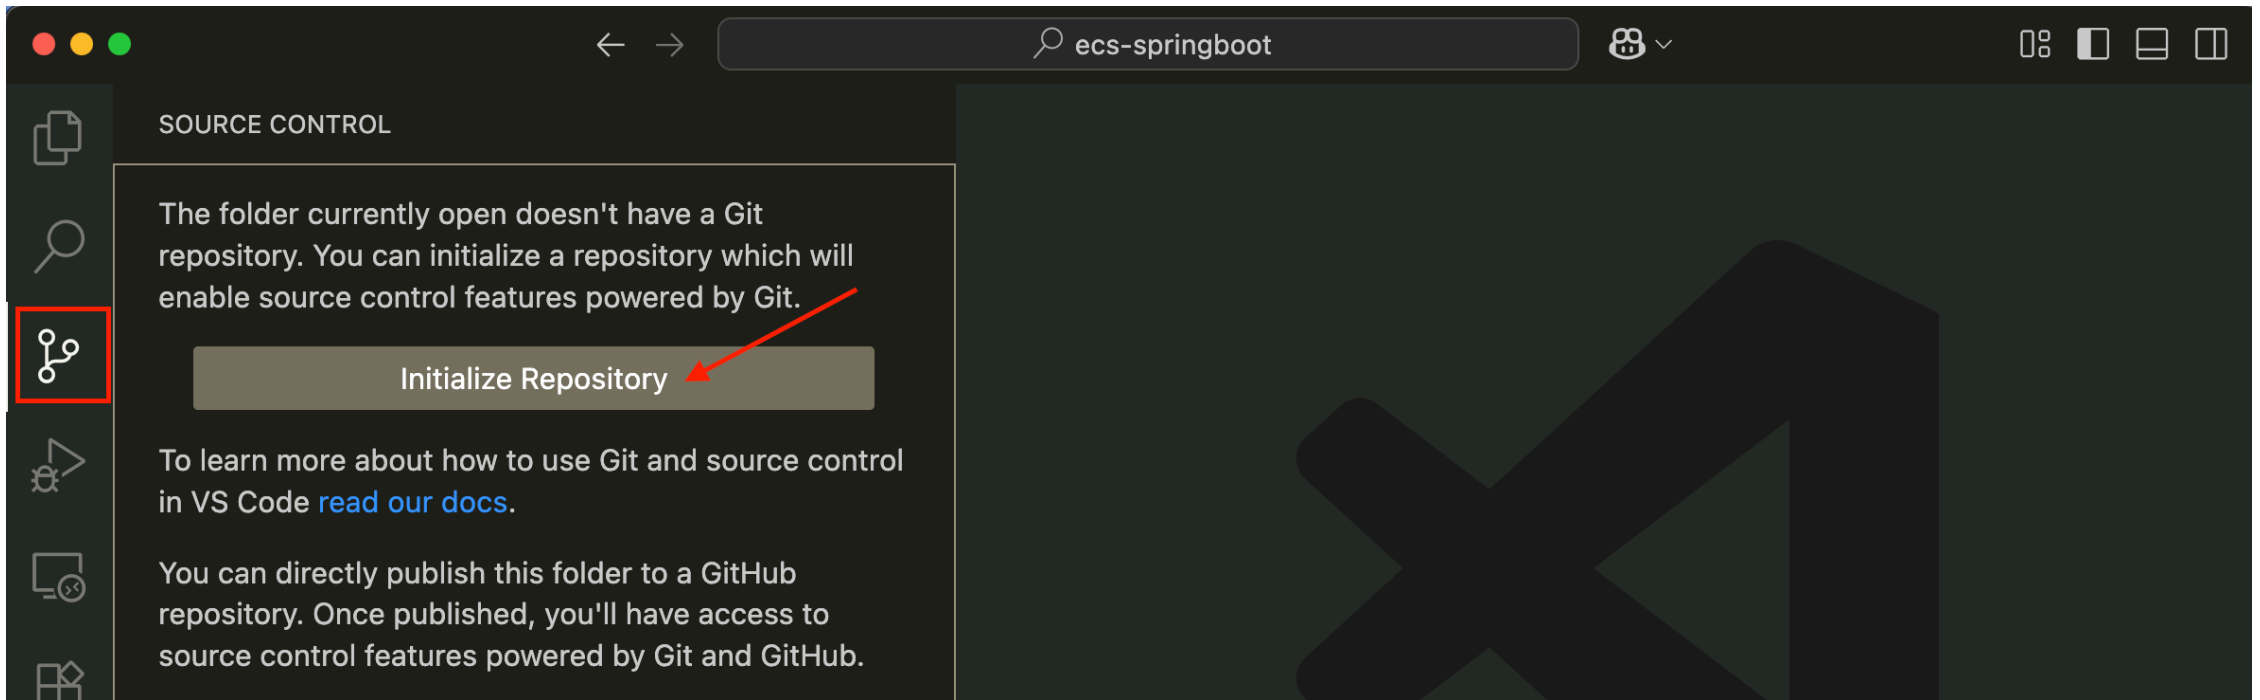 ecs-springboot
SOURCE CONTROL
The folder currently open doesn't have a Git
repository. You can initialize a repository which will
enable source control features powered by Git.
Initialize Repository
To learn more about how to use Git and source control
in VS Code read our docs.
You can directly publish this folder to a GitHub
repository. Once published, you'll have access to
source control features powered by Git and GitHub.